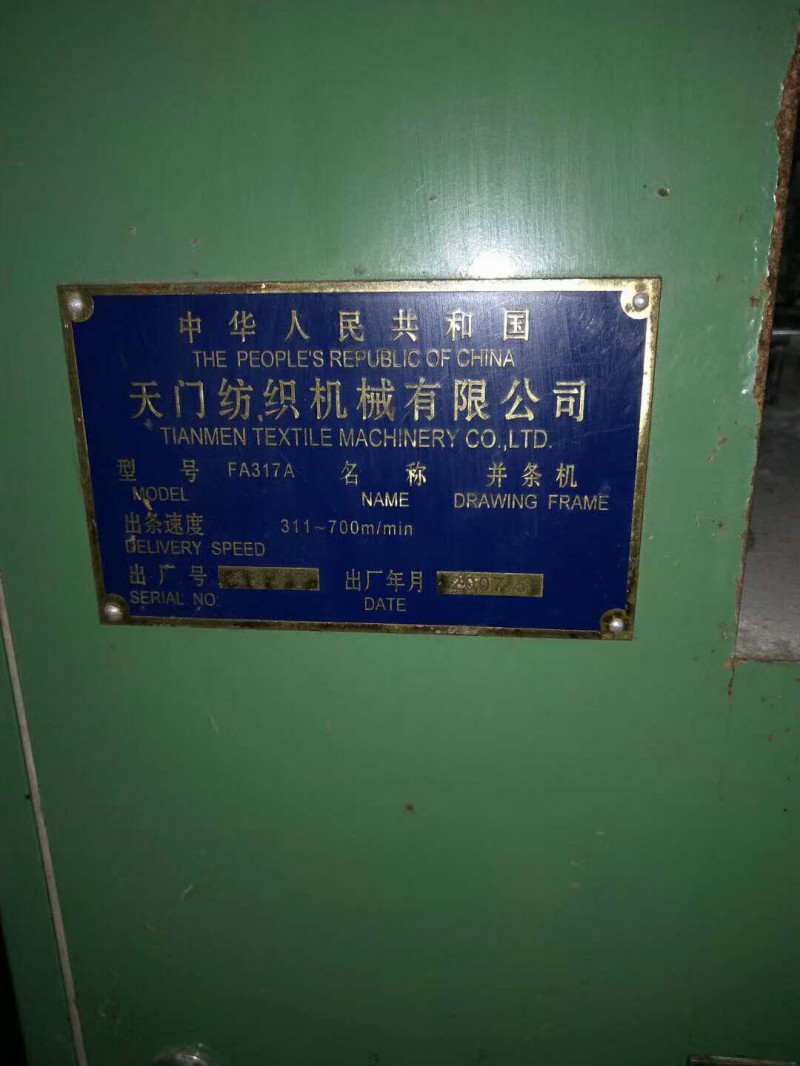 中华人民共和国
THE PEOPLE'S REPUBLIC OF CHINA
天门纺织机械有限公司
TIANMEN TEXTILE MACHINERY CO.,LTD.
型 号 FA317A 名 称 并条机
MODEL NAME DRAWING FRAME
出条速度 311~700m/min
DELIVERY SPEED
出厂号 出厂年月 2007.5
SERIAL NO: DATE